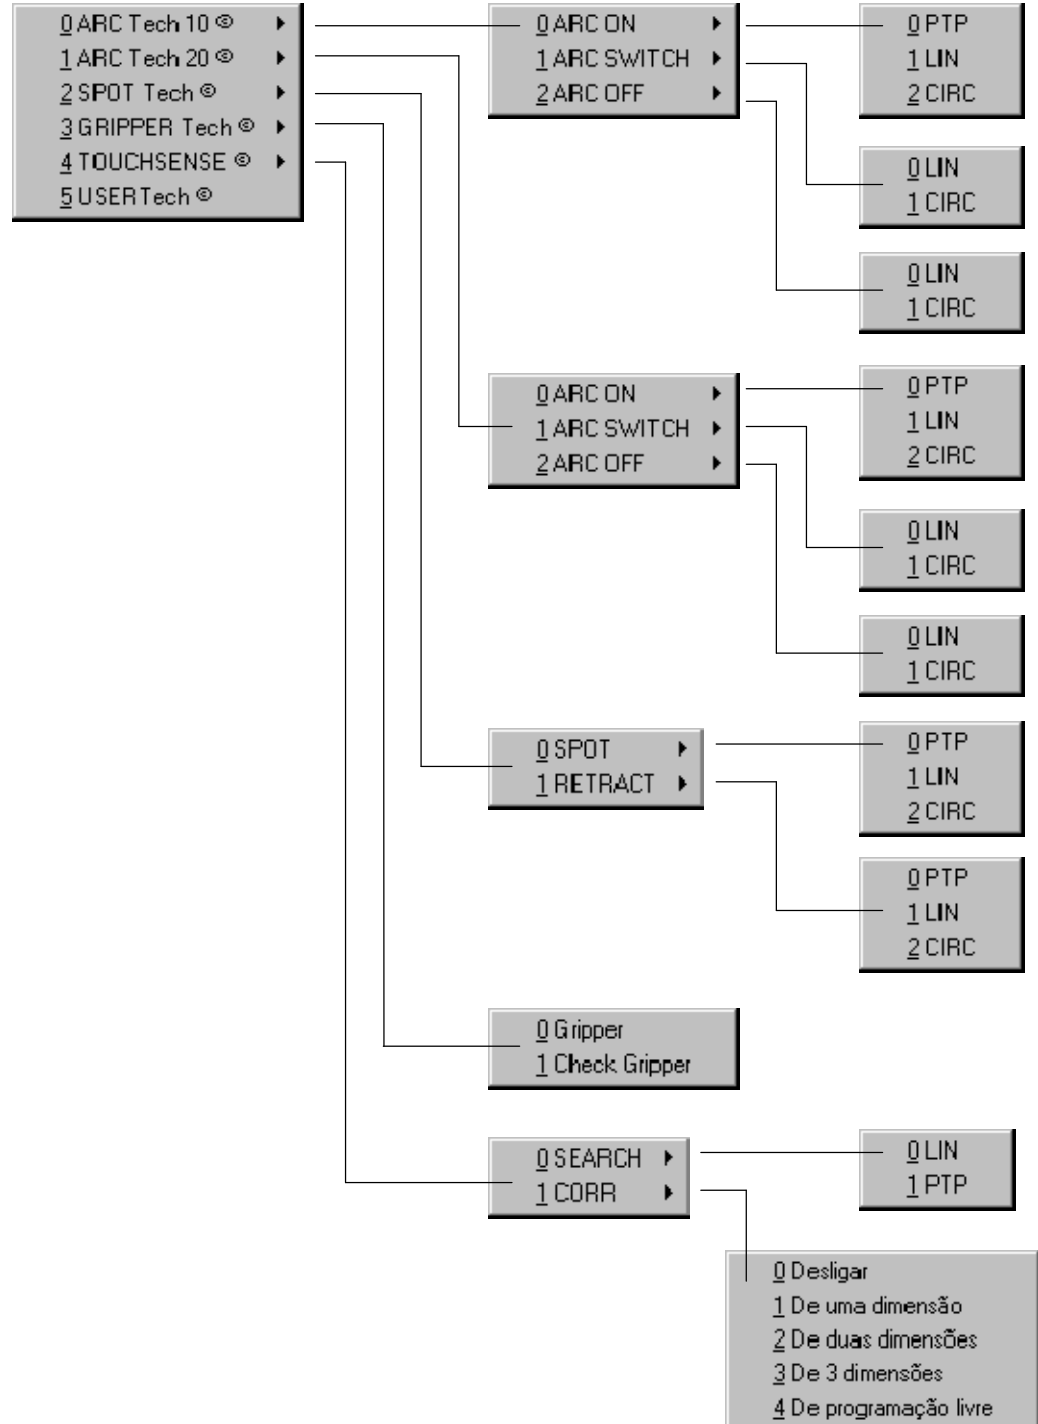 0 ARC Tech 10 ©
1 ARC Tech 20 ©
2 SPOT Tech ©
3 GRIPPER Tech ©
4 TOUCHSENSE ©
5 USERTech ©
0 ARC ON
1 ARC SWITCH
2 ARC OFF
0 PTP
1 LIN
2 CIRC
0 LIN
1 CIRC
0 LIN
1 CIRC
0 ARC ON
1 ARC SWITCH
2 ARC OFF
0 PTP
1 LIN
2 CIRC
0 LIN
1 CIRC
0 LIN
1 CIRC
0 SPOT
1 RETRACT
0 PTP
1 LIN
2 CIRC
0 PTP
1 LIN
2 CIRC
0 Gripper
1 Check Gripper
0 SEARCH
1 CORR
0 LIN
1 PTP
0 Desligar
1 De uma dimensão
2 De duas dimensões
3 De 3 dimensões
4 De programação livre